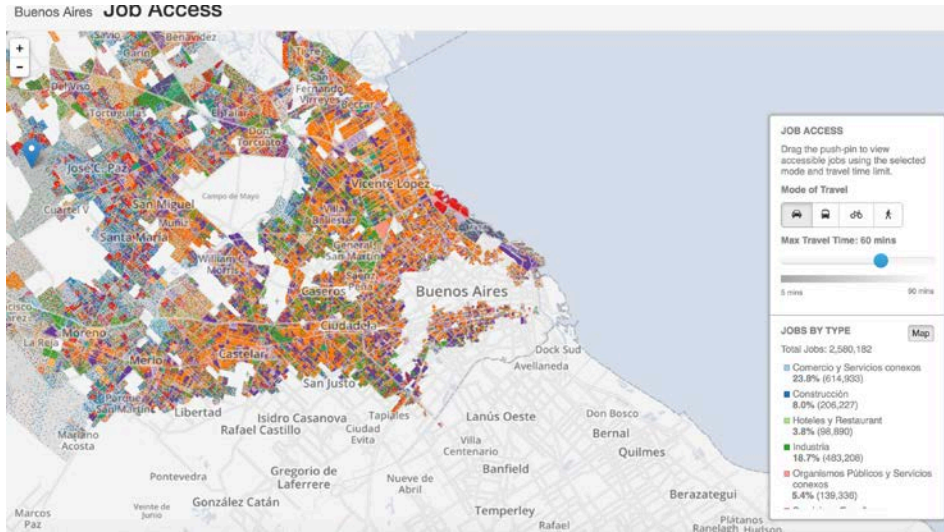 Buenos Aires Job Access
+
−
Savio
Benavidez
Garín
Tigre
Del Viso
San
Fernando
Virreyes
Beccar
Tortuguitas
El Talar
Don
Torcuato
José C. Paz
Vicente López
Campo de Mayo
Cuartel V
San Miguel
Muñiz
Villa
Ballester
Santa María
General
San Martín
William C.
Morris
Sáenz
Peña
Caseros
Buenos Aires
Ciudadela
Moreno
La Reja
Merlo
Castelar
Dock Sud
Avellaneda
San Justo
Parque
San Martín
Libertad
Tapiales
Isidro Casanova
Rafael Castillo
Ciudad
Evita
Lanús Oeste
Don Bosco
Mariano
Acosta
Villa
Centenario
Bernal
Quilmes
Pontevedra
Gregorio de
Laferrere
Banfield
Nueve de
Abril
Veinte de
Junio
González Catán
Berazategui
Marcos
Paz
Temperley
Rafael
Plátanos
Ranelagh Hudson
JOB ACCESS
Drag the push-pin to view
accessible jobs using the selected
mode and travel time limit.
Mode of Travel
Max Travel Time: 60 mins
5 mins 90 mins
JOBS BY TYPE Map
Total Jobs: 2,580,182
Comercio y Servicios conexos
23.8% (614,933)
Construcción
8.0% (206,227)
Hoteles y Restaurant
3.8% (98,890)
Industria
18.7% (483,208)
Organismos Públicos y Servicios
conexos
5.4% (139,336)